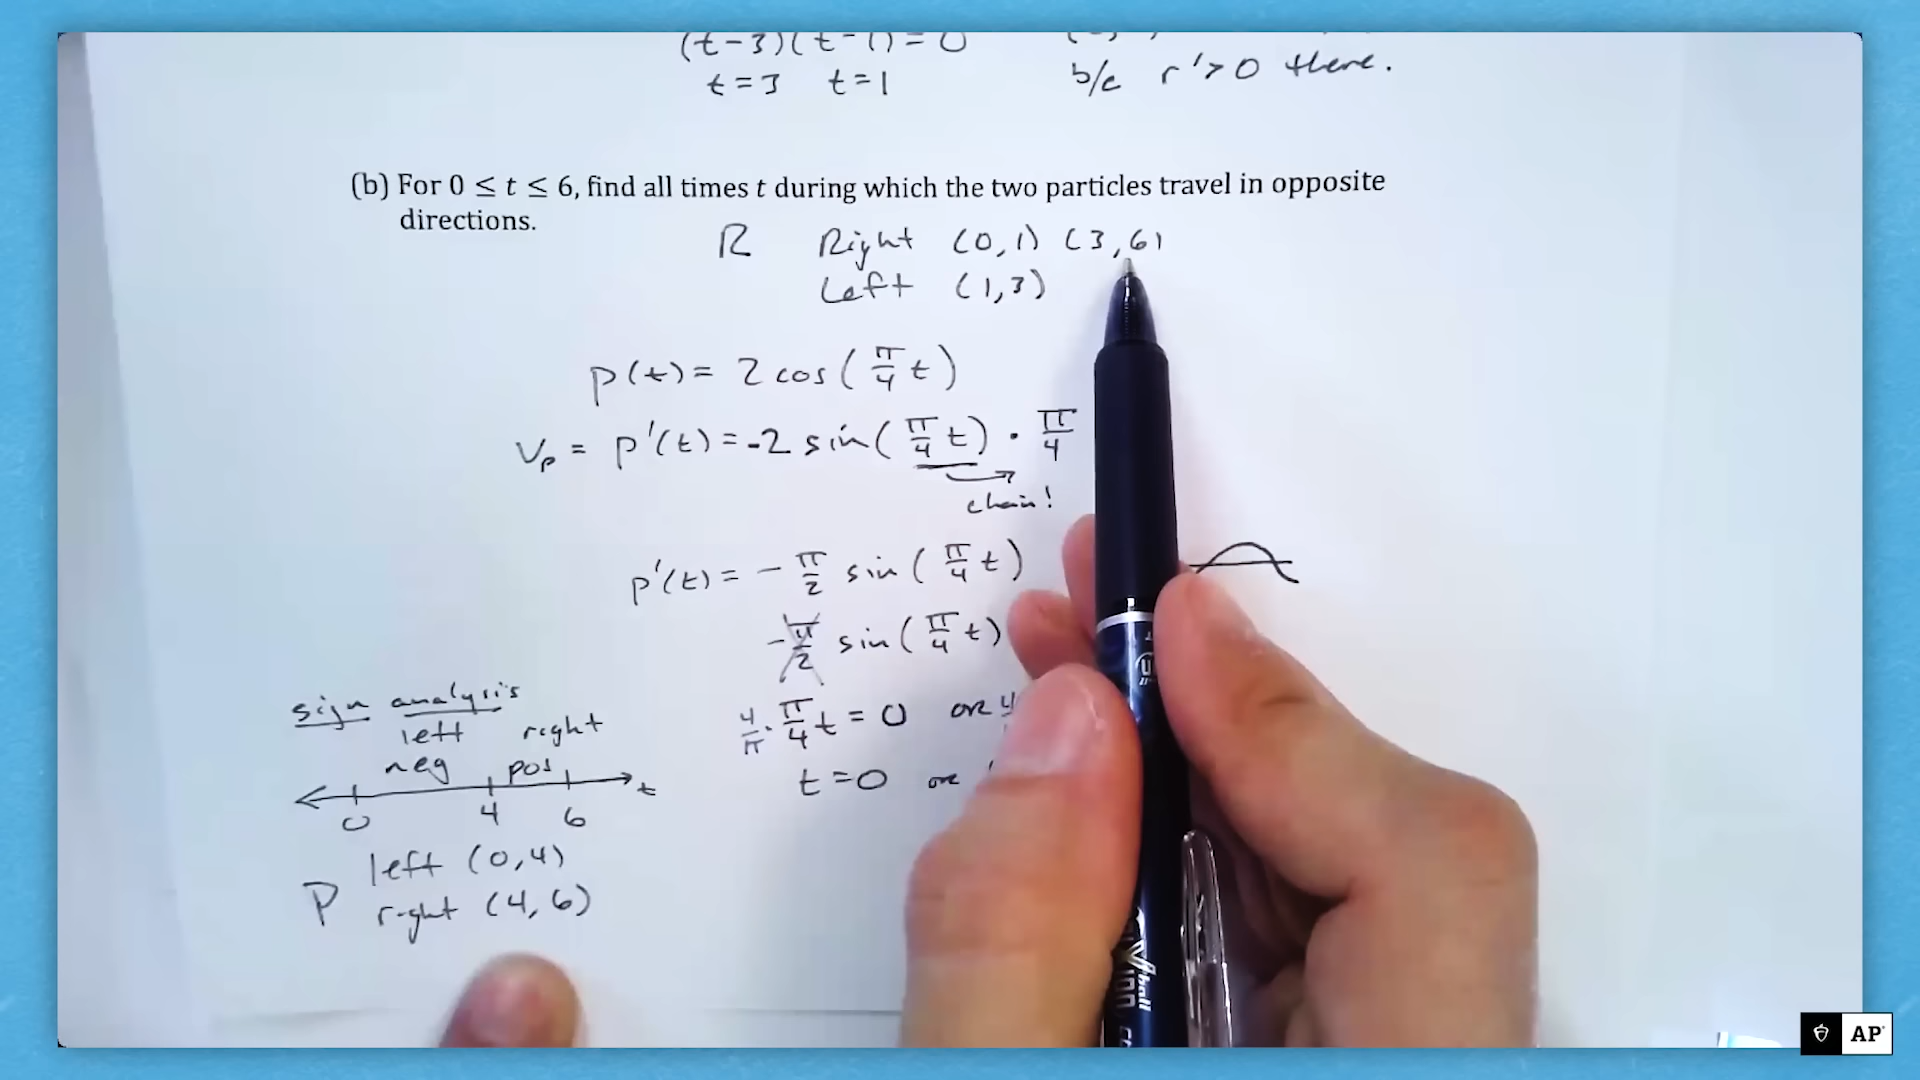 (t-3)(t-1)=0
t=3 t=1
b/c r'>0 there.
(b) For 0 ≤ t ≤ 6, find all times t during which the two particles travel in opposite
directions.
R Right (0,1) (3,6)
Left (1,3)
p(t)= 2 cos(π/4 t)
Vp = p'(t)=-2 sin(π/4 t) · π/4
chain!
p'(t)= -π/2 sin(π/4 t)
-π/2 sin(π/4 t)
sign analysis
left right
neg pos
t
0 4 6
4/π · π/4 t = 0 or 4
t=0 or
P left (0,4)
right (4,6)
AP